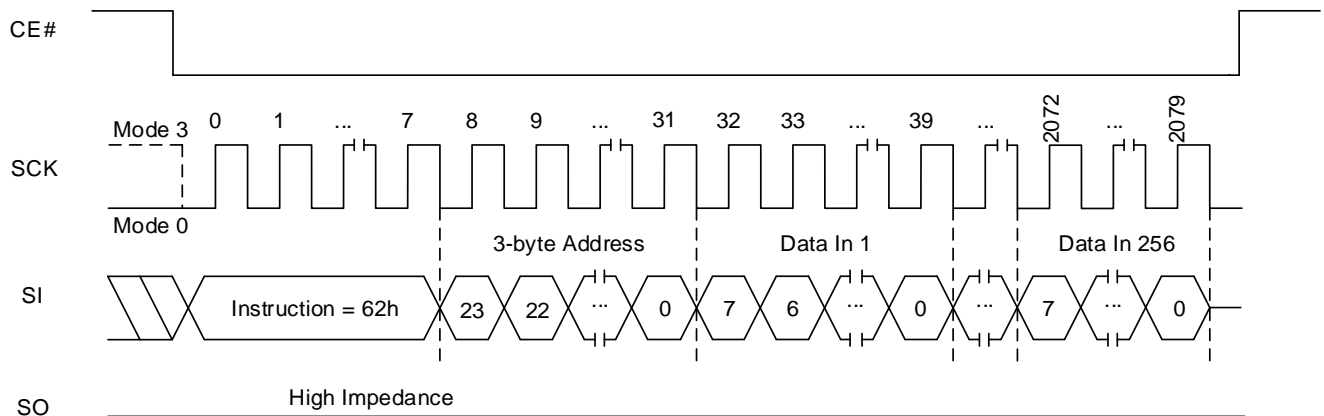 CE#
Mode 3 0 1 ... 7 8 9 ... 31 32 33 ... 39 ... 2072 ... 2079
SCK
Mode 0
3-byte Address Data In 1 Data In 256
SI Instruction = 62h 23 22 ... 0 7 6 ... 0 ... 7 ... 0
High Impedance
SO